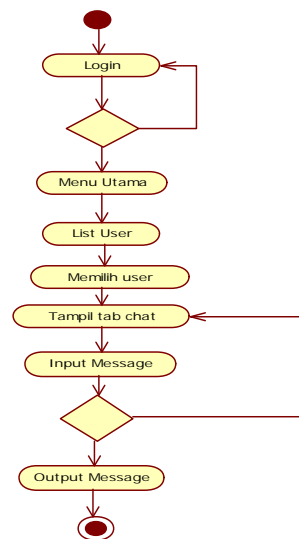 Login
Menu Utama
List User
Memilih user
Tampil tab chat
Input Message
Output Message